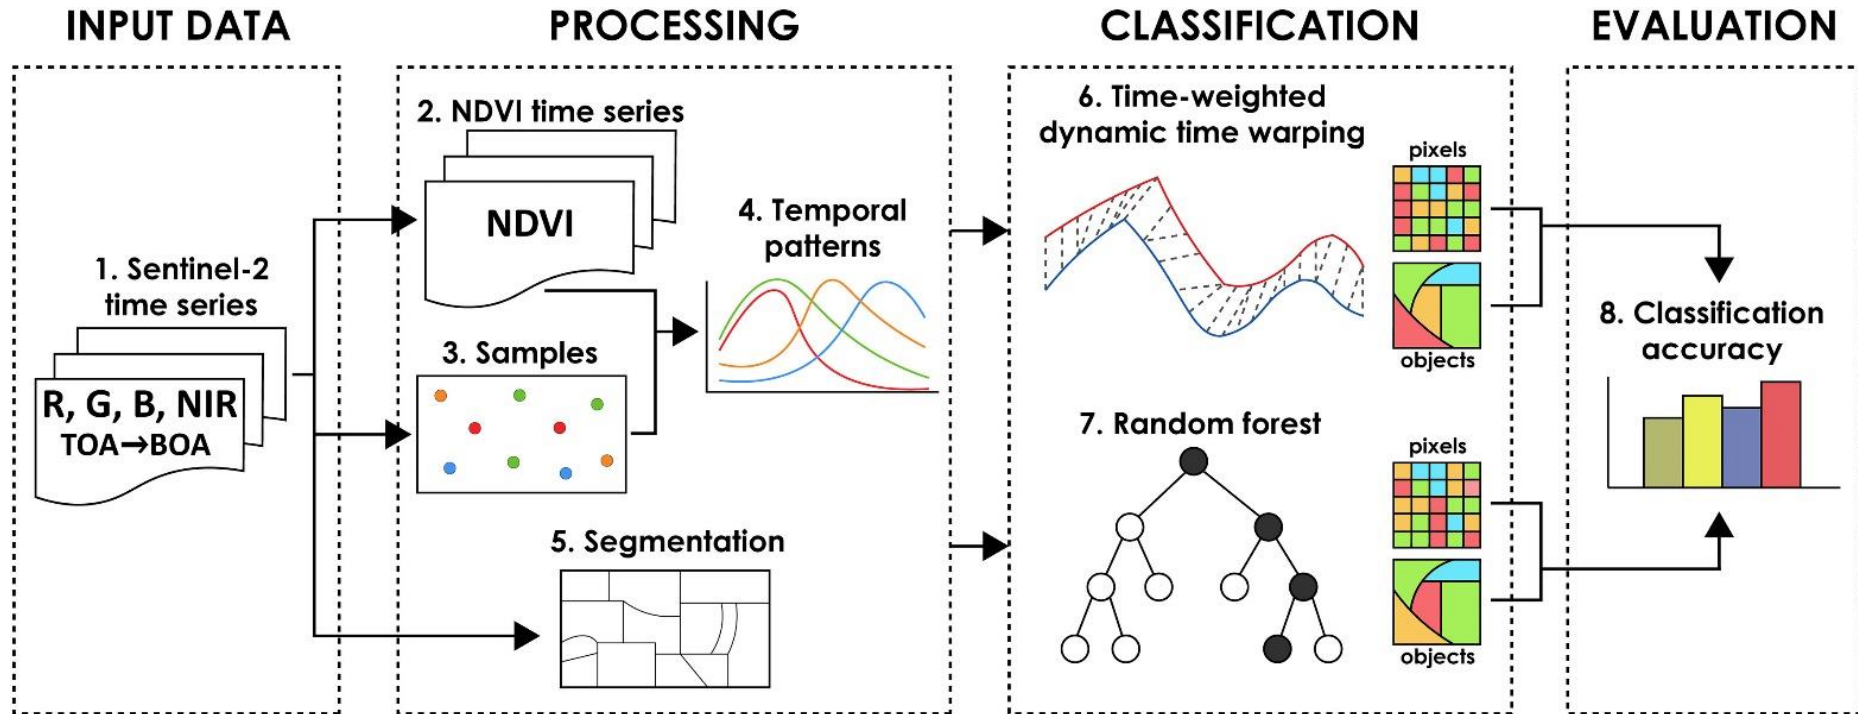 INPUT DATA
PROCESSING
CLASSIFICATION
EVALUATION
1. Sentinel-2
time series
R, G, B, NIR
TOA→BOA
2. NDVI time series
NDVI
3. Samples
4. Temporal
patterns
5. Segmentation
6. Time-weighted
dynamic time warping
pixels
objects
7. Random forest
pixels
objects
8. Classification
accuracy